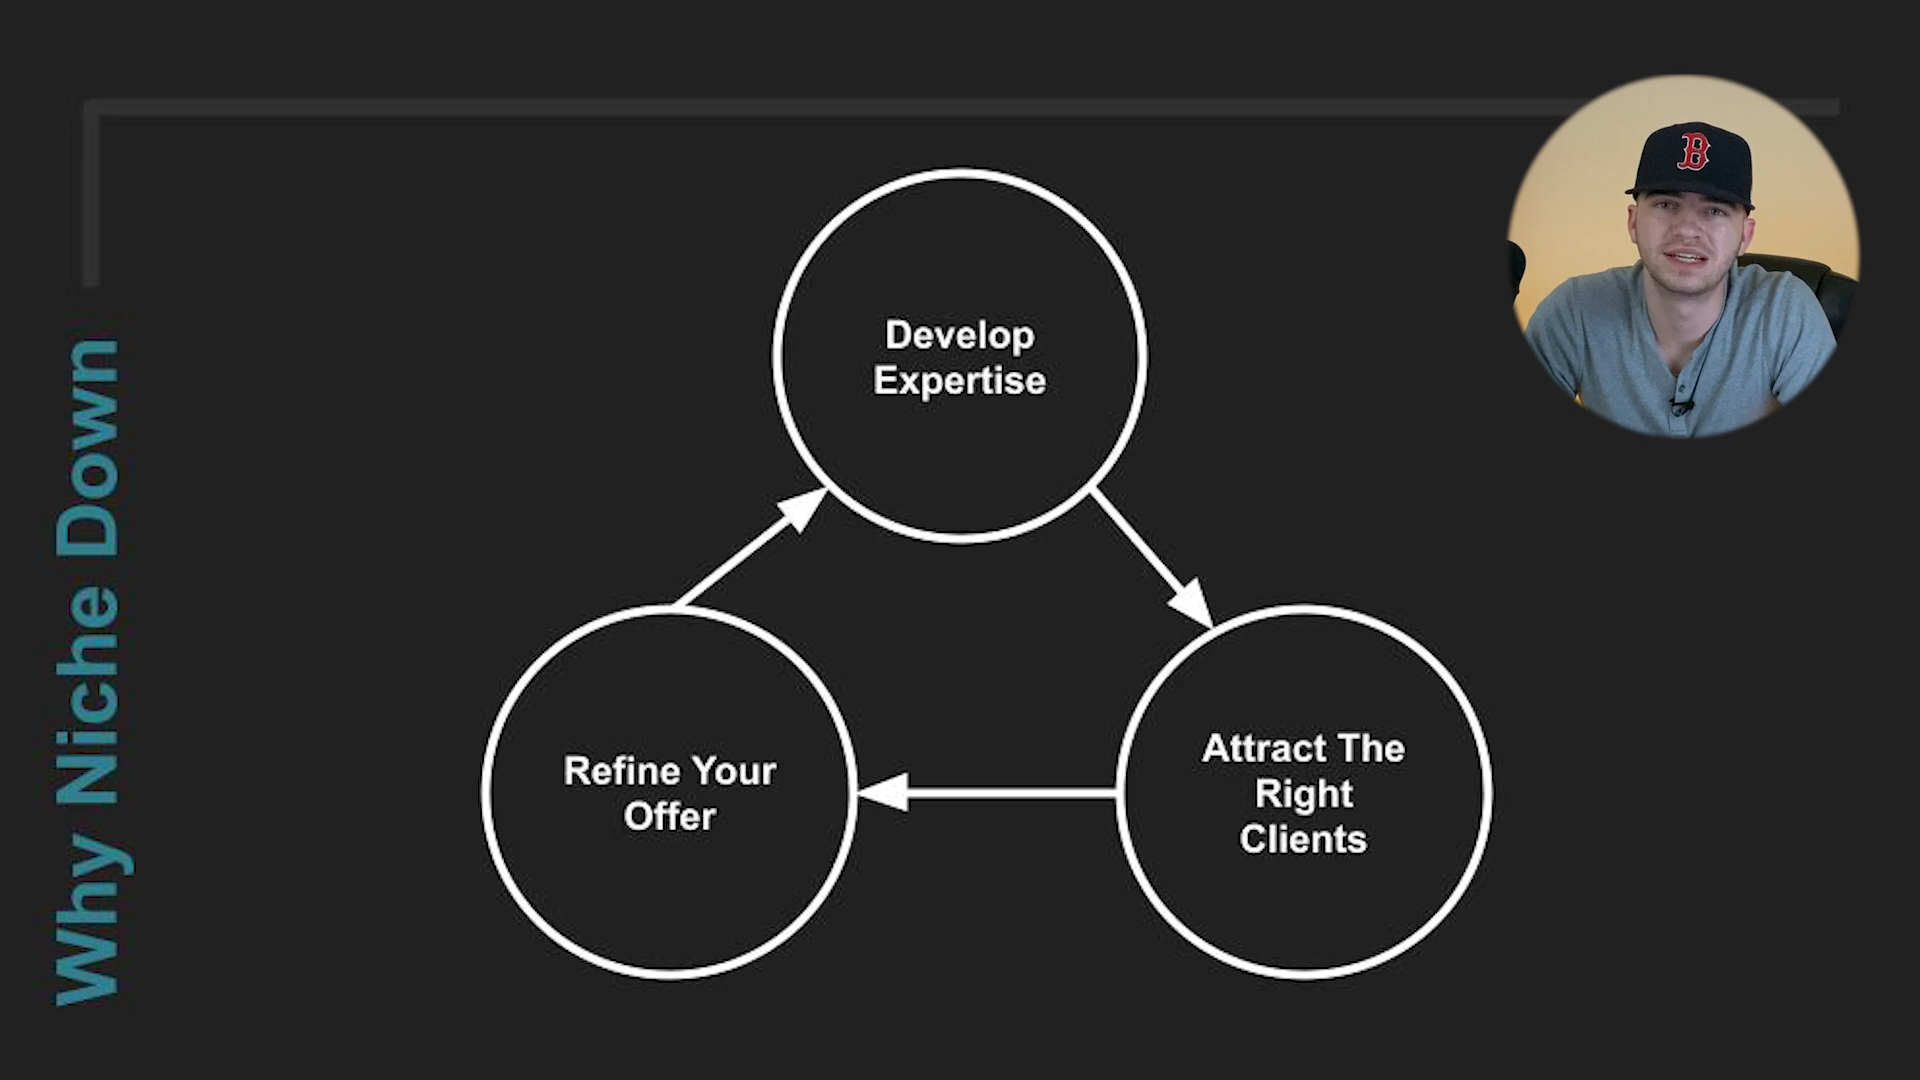 Why Niche Down
Develop
Expertise
Attract The
Right
Clients
Refine Your
Offer
B